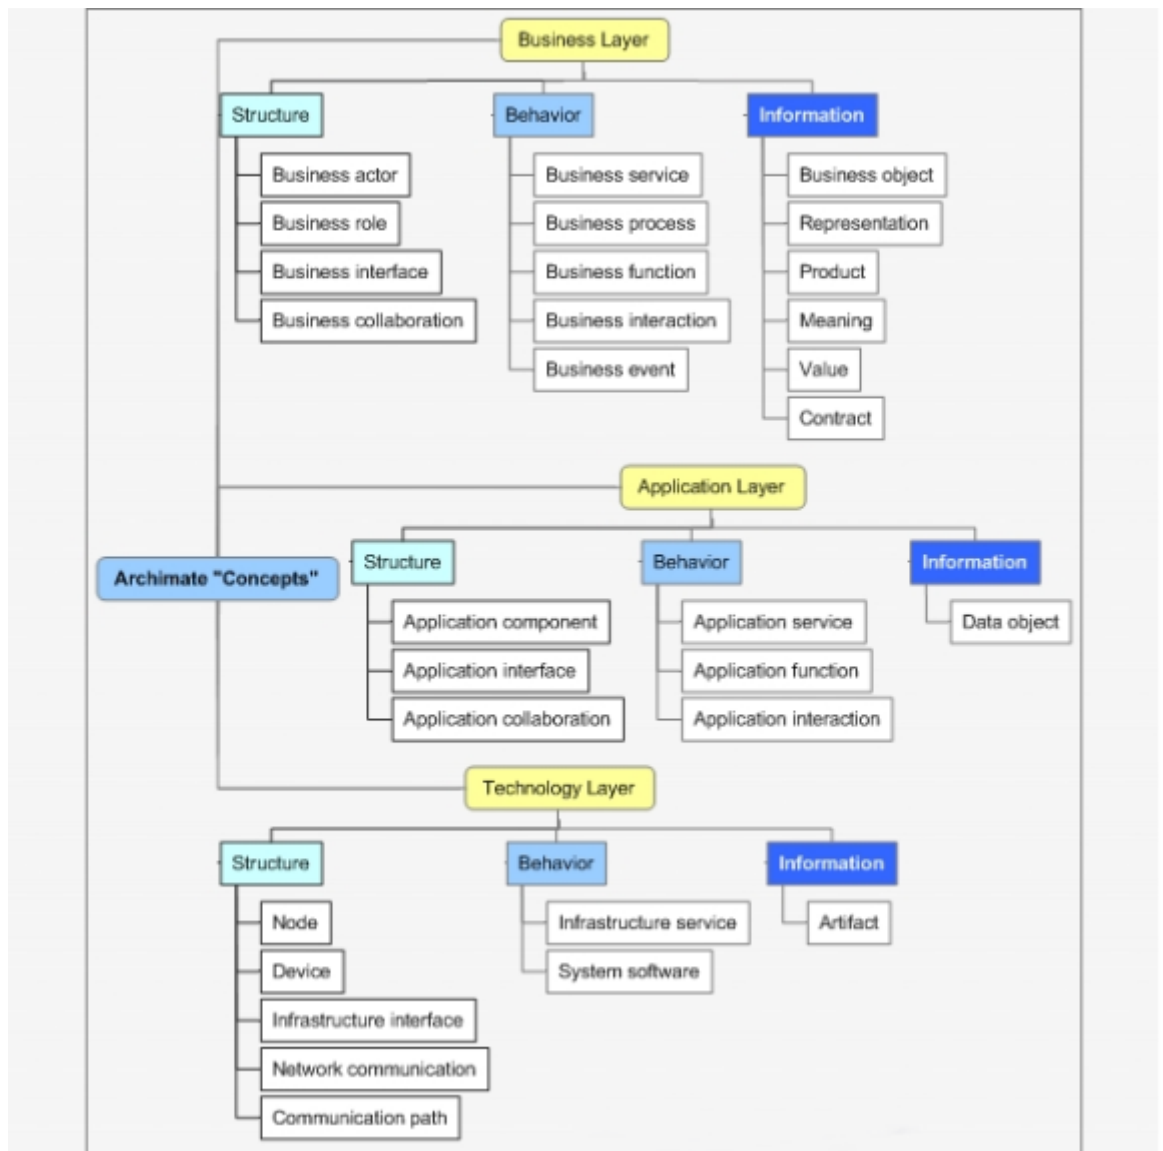 Business Layer
Structure
Business actor
Business role
Business interface
Business collaboration
Behavior
Business service
Business process
Business function
Business interaction
Business event
Information
Business object
Representation
Product
Meaning
Value
Contract
Archimate "Concepts"
Application Layer
Structure
Application component
Application interface
Application collaboration
Behavior
Application service
Application function
Application interaction
Information
Data object
Technology Layer
Structure
Node
Device
Infrastructure interface
Network communication
Communication path
Behavior
Infrastructure service
System software
Information
Artifact